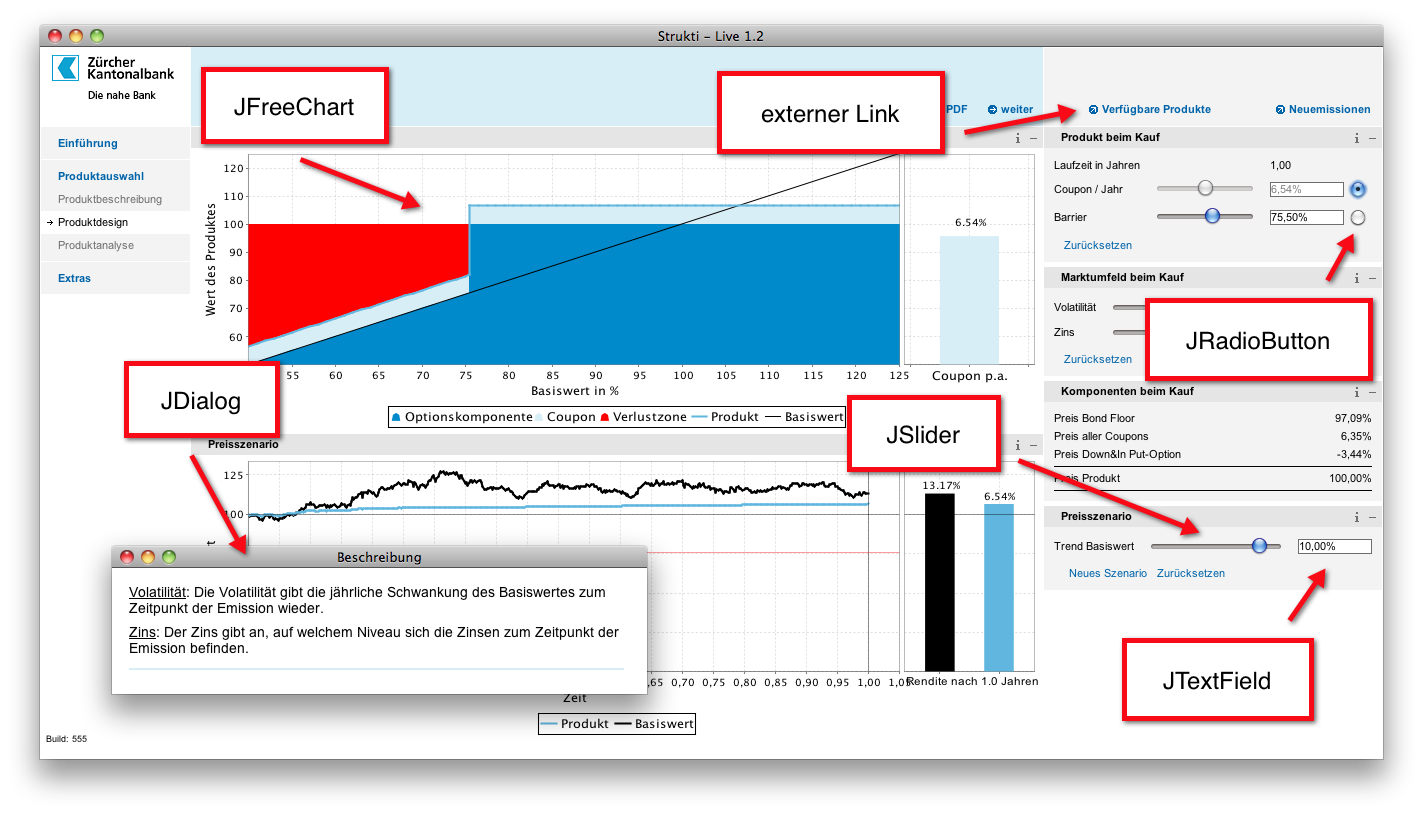 Strukti – Live 1.2
Zürcher
Kantonalbank
Die nahe Bank
JFreeChart
externer Link
PDF
weiter
Verfügbare Produkte
Neuemissionen
Einführung
Produktauswahl
Produktbeschreibung
Produktdesign
Produktanalyse
Extras
120
110
100
90
80
70
60
Wert des Produktes
55 60 65 70 75 80 85 90 95 100 105 110 115 120 125
Basiswert in %
Optionskomponente Coupon Verlustzone Produkt Basiswert
6.54%
Coupon p.a.
Produkt beim Kauf
Laufzeit in Jahren 1,00
Coupon / Jahr 6,54%
Barrier 75,50%
Zurücksetzen
Marktumfeld beim Kauf
Volatilität
Zins
Zurücksetzen
JRadioButton
Komponenten beim Kauf
Preis Bond Floor 97,09%
Preis aller Coupons 6,35%
Preis Down&In Put-Option -3,44%
Preis Produkt 100,00%
JDialog
JSlider
Preisszenario
125
100
13.17%
6.54%
Preisszenario
Trend Basiswert 10,00%
Neues Szenario Zurücksetzen
JTextField
Beschreibung
Volatilität: Die Volatilität gibt die jährliche Schwankung des Basiswertes zum
Zeitpunkt der Emission wieder.
Zins: Der Zins gibt an, auf welchem Niveau sich die Zinsen zum Zeitpunkt der
Emission befinden.
,65 0,70 0,75 0,80 0,85 0,90 0,95 1,00 1,05
Rendite nach 1.0 Jahren
Zeit
Produkt Basiswert
Build: 555